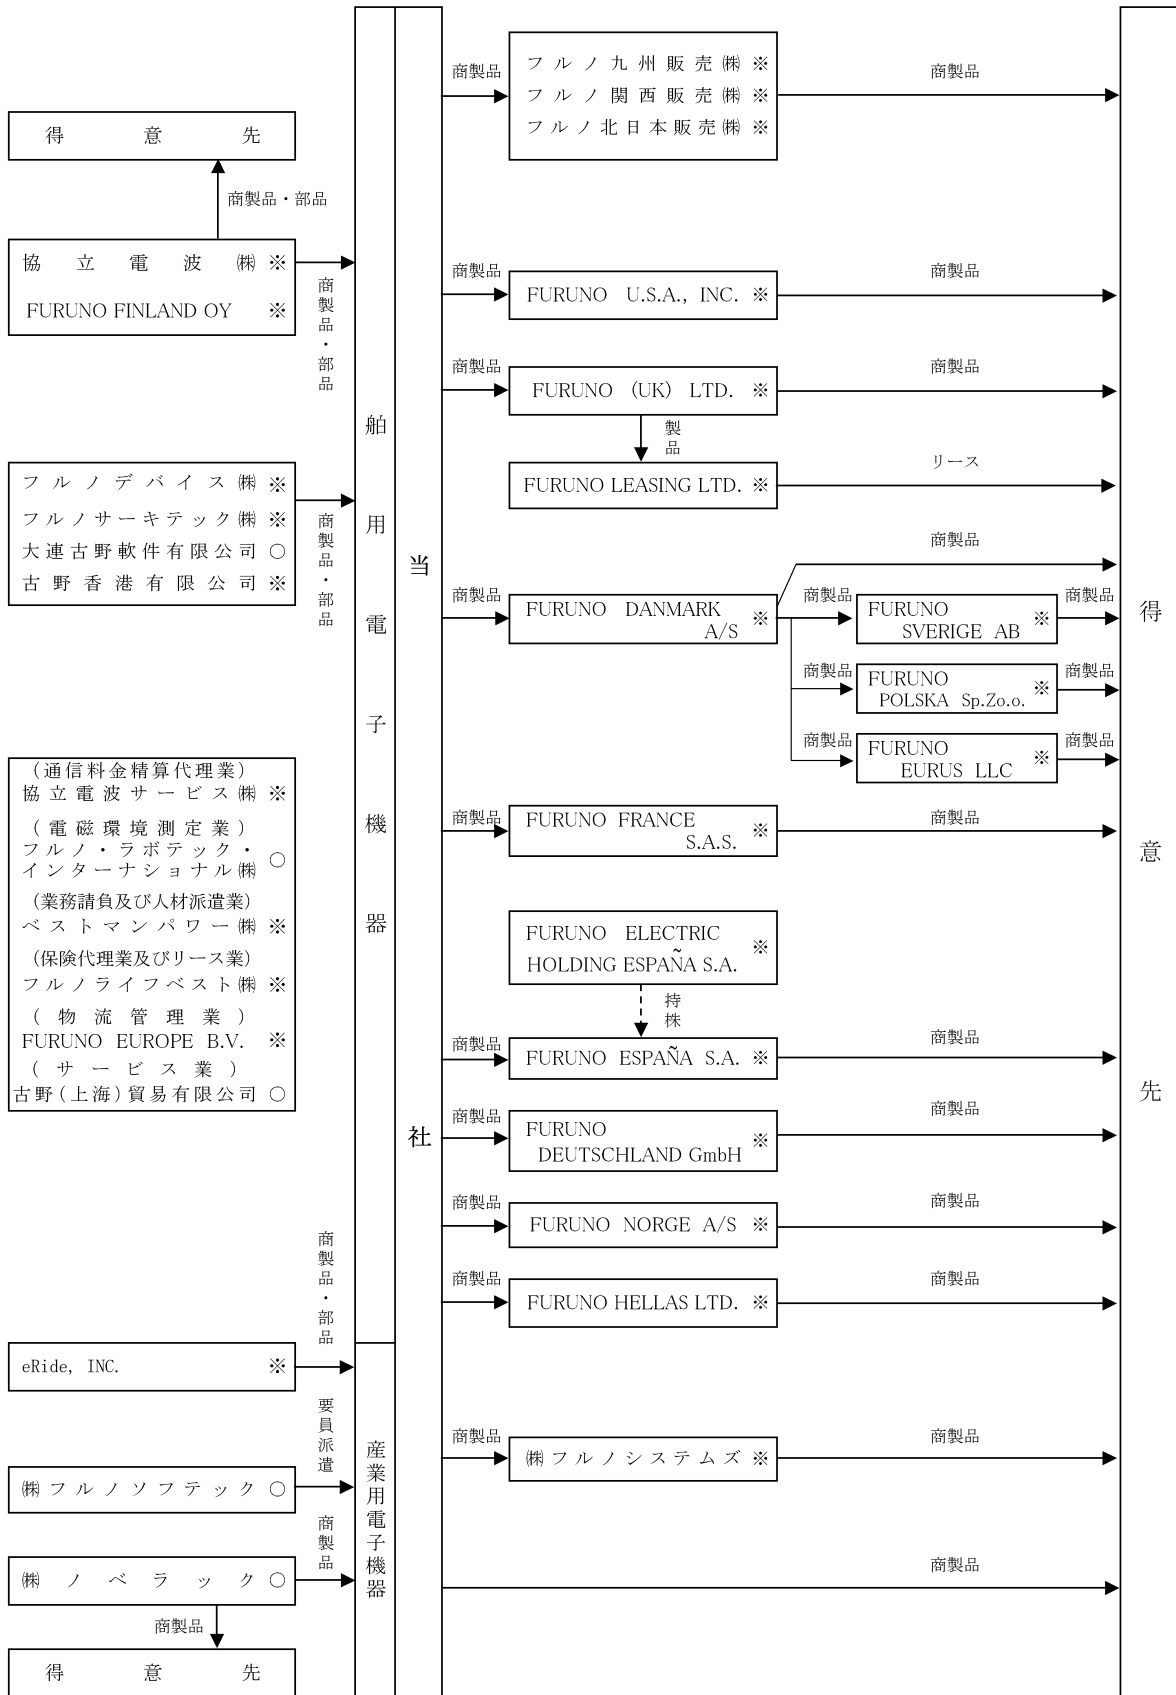 得意先
商製品・部品
協立電波㈱ ※
FURUNO FINLAND OY ※
商製品・部品
フルノデバイス㈱ ※
フルノサーキテック㈱ ※
大連古野軟件有限公司 ○
古野香港有限公司 ※
商製品・部品
(通信料金精算代理業)
協立電波サービス㈱ ※
(電磁環境測定業)
フルノ・ラボテック・
インターナショナル㈱ ○
(業務請負及び人材派遣業)
ベストマンパワー㈱ ※
(保険代理業及びリース業)
フルノライフベスト㈱ ※
(物流管理業)
FURUNO EUROPE B.V. ※
(サービス業)
古野(上海)貿易有限公司 ○
商製品・部品
eRide, INC. ※
要員派遣
㈱フルノソフテック ○
商製品
㈱ノベラック ○
商製品
得意先
舶用電子機器
産業用電子機器
当社
商製品
フルノ九州販売㈱ ※
フルノ関西販売㈱ ※
フルノ北日本販売㈱ ※
商製品
商製品
FURUNO U.S.A., INC. ※
商製品
商製品
FURUNO (UK) LTD. ※
商製品
製品
FURUNO LEASING LTD. ※
リース
商製品
商製品
FURUNO DANMARK
A/S ※
商製品
FURUNO
SVERIGE AB ※
商製品
商製品
FURUNO
POLSKA Sp.Zo.o. ※
商製品
商製品
FURUNO
EURUS LLC ※
商製品
商製品
FURUNO FRANCE
S.A.S. ※
商製品
FURUNO ELECTRIC
HOLDING ESPAÑA S.A. ※
持株
商製品
FURUNO ESPAÑA S.A. ※
商製品
商製品
FURUNO
DEUTSCHLAND GmbH ※
商製品
商製品
FURUNO NORGE A/S ※
商製品
商製品
FURUNO HELLAS LTD. ※
商製品
商製品
㈱フルノシステムズ ※
商製品
商製品
得意先